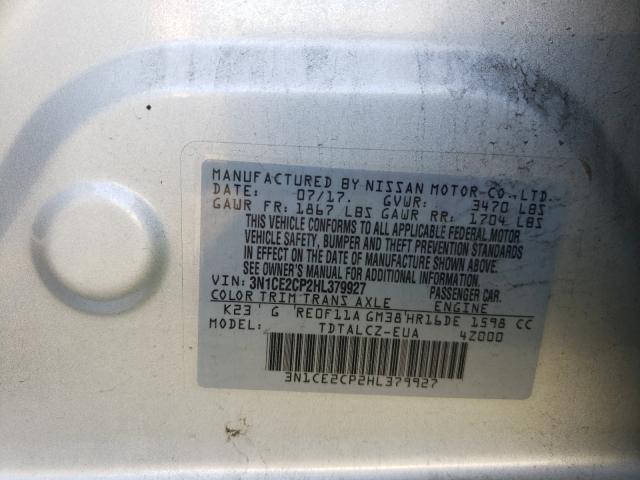 MANUFACTURED BY NISSAN MOTOR CO.,LTD.
DATE: 07/17. GVWR: 3470 LBS
GAWR FR: 1867 LBS GAWR RR: 1704 LBS
THIS VEHICLE CONFORMS TO ALL APPLICABLE FEDERAL MOTOR
VEHICLE SAFETY, BUMPER AND THEFT PREVENTION STANDARDS
IN EFFECT ON THE DATE OF MANUFACTURE SHOWN ABOVE.
SEE OWNER'S MANUAL FOR ADDITIONAL INFORMATION.
VIN: 3N1CE2CP2HL379927 PASSENGER CAR.
COLOR TRIM TRANS AXLE ENGINE
K23 G RE0F11A GM38 HR16DE 1598 CC
MODEL: TDTALCZ-EUA 4Z000
3N1CE2CP2HL379927